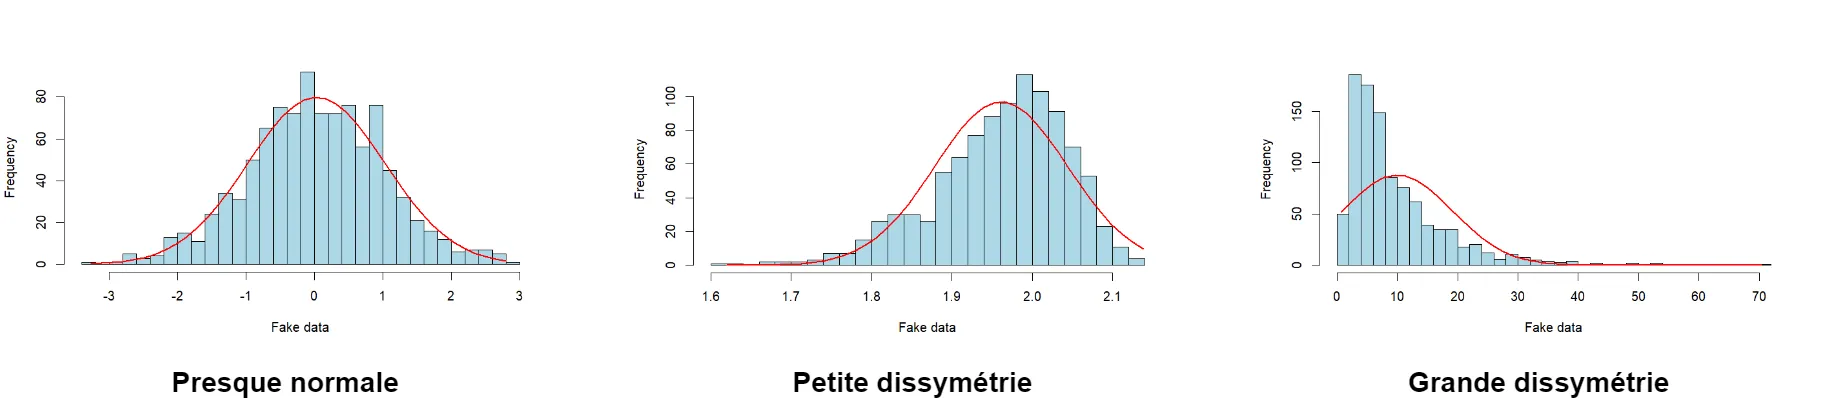 Frequency
80
60
40
20
0
-3 -2 -1 0 1 2 3
Fake data
Presque normale
Frequency
100
80
60
40
20
0
1.6 1.7 1.8 1.9 2.0 2.1
Fake data
Petite dissymétrie
Frequency
150
100
50
0
0 10 20 30 40 50 60 70
Fake data
Grande dissymétrie